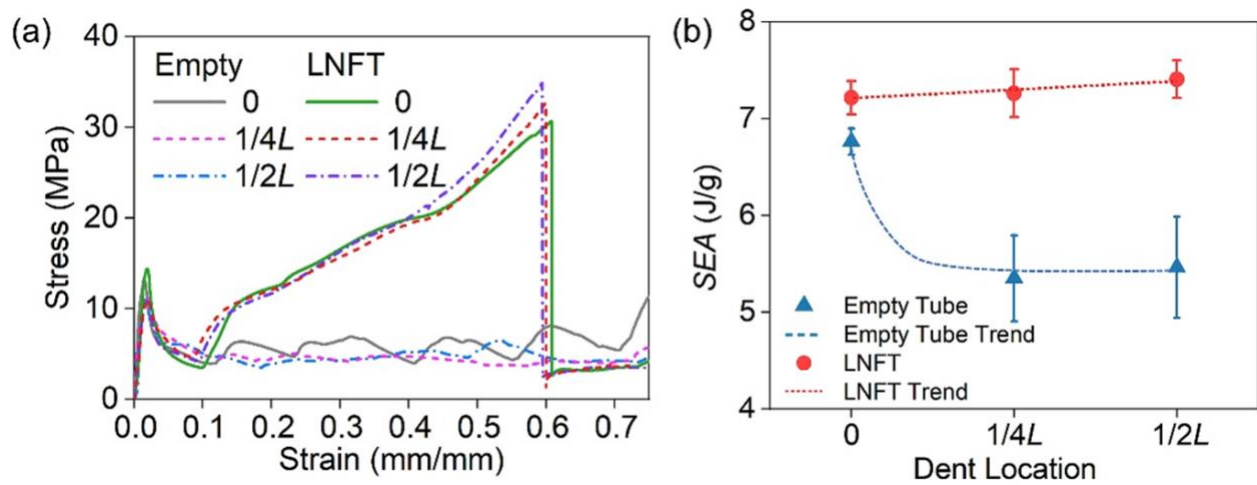 (a)
Stress (MPa)
40
30
20
10
0
Empty LNFT
0 0
1/4L 1/4L
1/2L 1/2L
0.0 0.1 0.2 0.3 0.4 0.5 0.6 0.7
Strain (mm/mm)
(b)
SEA (J/g)
8
7
6
5
4
Empty Tube
Empty Tube Trend
LNFT
LNFT Trend
0 1/4L 1/2L
Dent Location